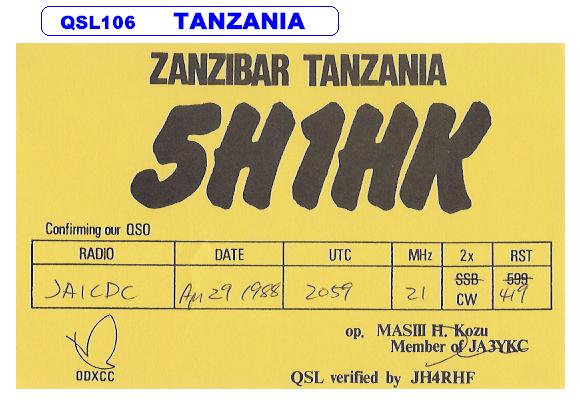 QSL106 TANZANIA
ZANZIBAR TANZANIA
5H1HK
Confirming our QSO
RADIO DATE UTC MHz 2x RST
SSB 599
JA1CDC Apr 29 1988 2059 21 CW 419
op. MASIII H. Kozu
Member of JA3YKC
ODXCC
QSL verified by JH4RHF